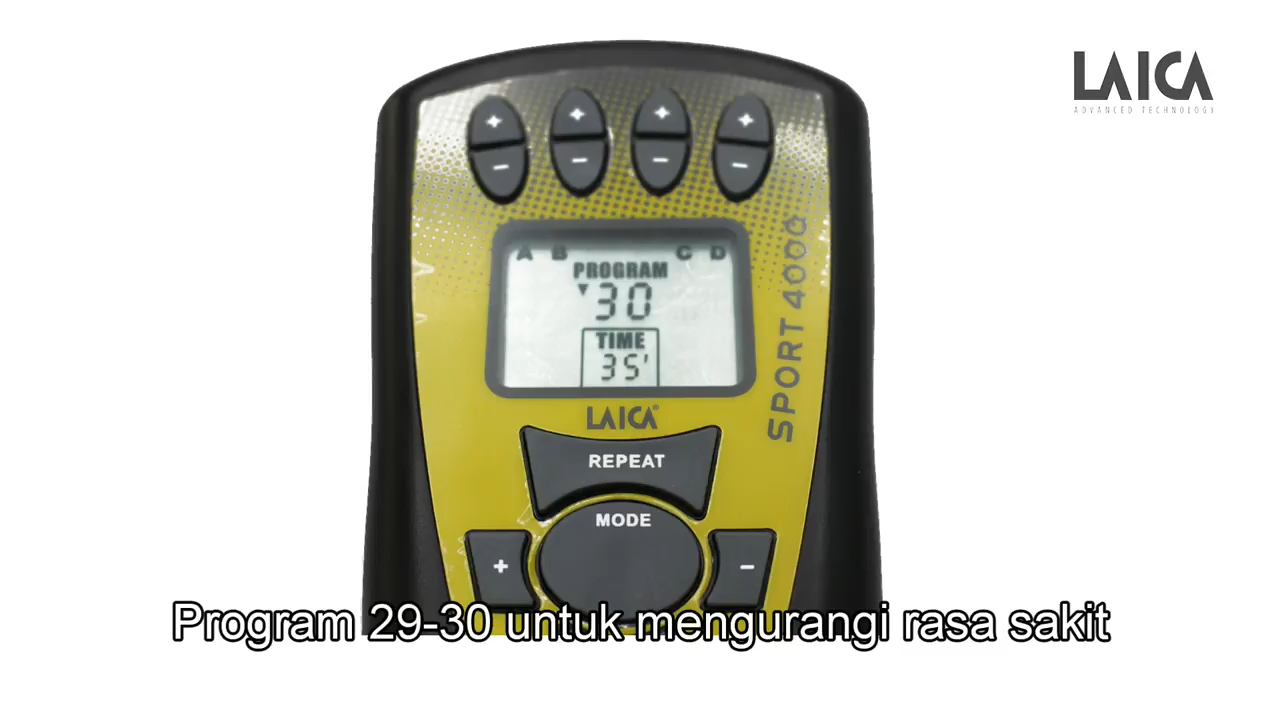 LAICA
ADVANCED TECHNOLOGY
+ + + +
- - - -
A B C D
PROGRAM
30
TIME
35'
SPORT 4000
LAICA®
REPEAT
MODE
+ -
Program 29-30 untuk mengurangi rasa sakit